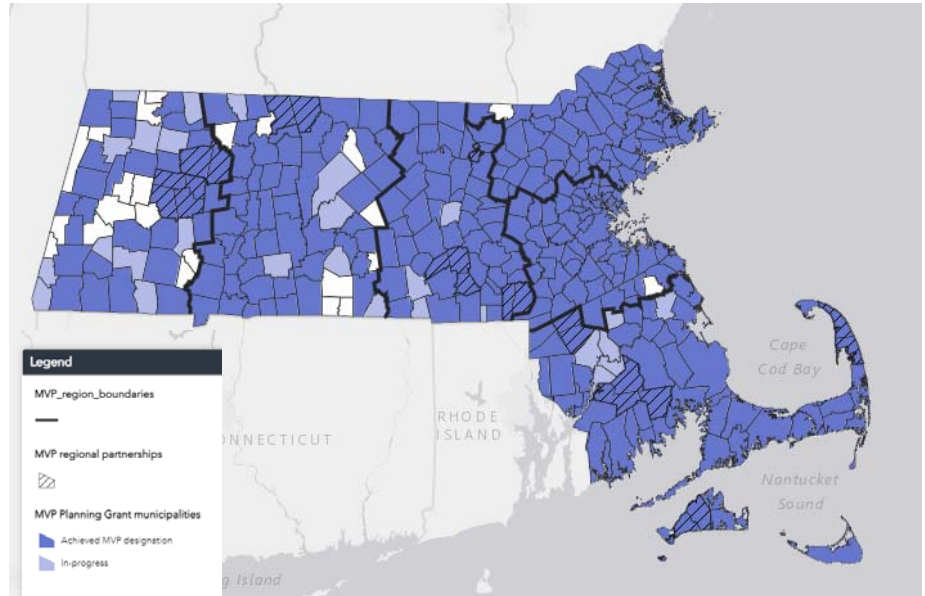 Cape
Cod Bay
RHODE
ISLAND
ONNECTICUT
Nantucket
Sound
g Island
Legend
MVP_region_boundaries
MVP regional partnerships
MVP Planning Grant municipalities
Achieved MVP designation
In-progress